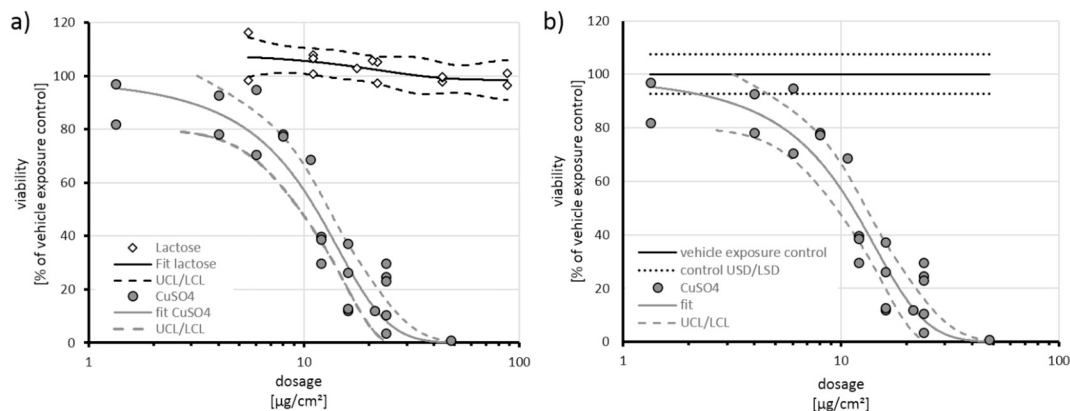 a)
120
100
80
60
40
20
0
viability
[% of vehicle exposure control]
Lactose
Fit lactose
UCL/LCL
CuSO4
fit CuSO4
UCL/LCL
1
10
100
dosage
[µg/cm²]
b)
120
100
80
60
40
20
0
viability
[% of vehicle exposure control]
vehicle exposure control
control USD/LSD
CuSO4
fit
UCL/LCL
1
10
100
dosage
[µg/cm²]